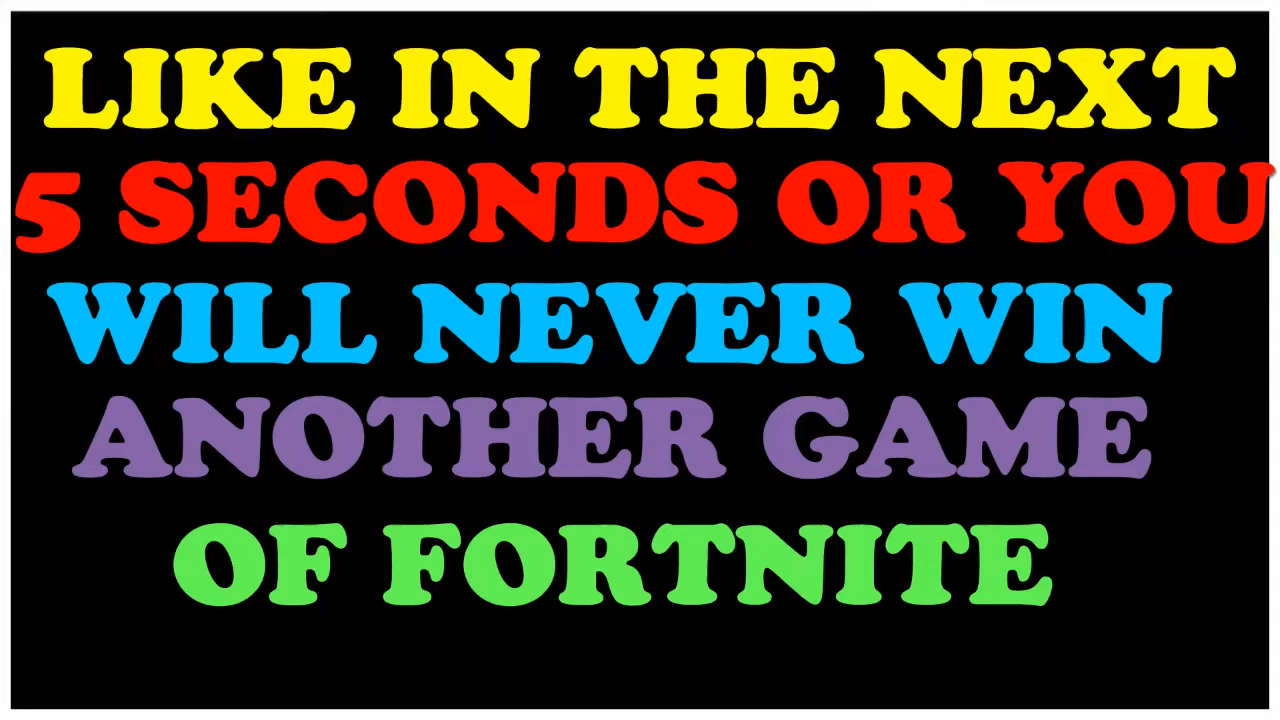 LIKE IN THE NEXT
5 SECONDS OR YOU
WILL NEVER WIN
ANOTHER GAME
OF FORTNITE